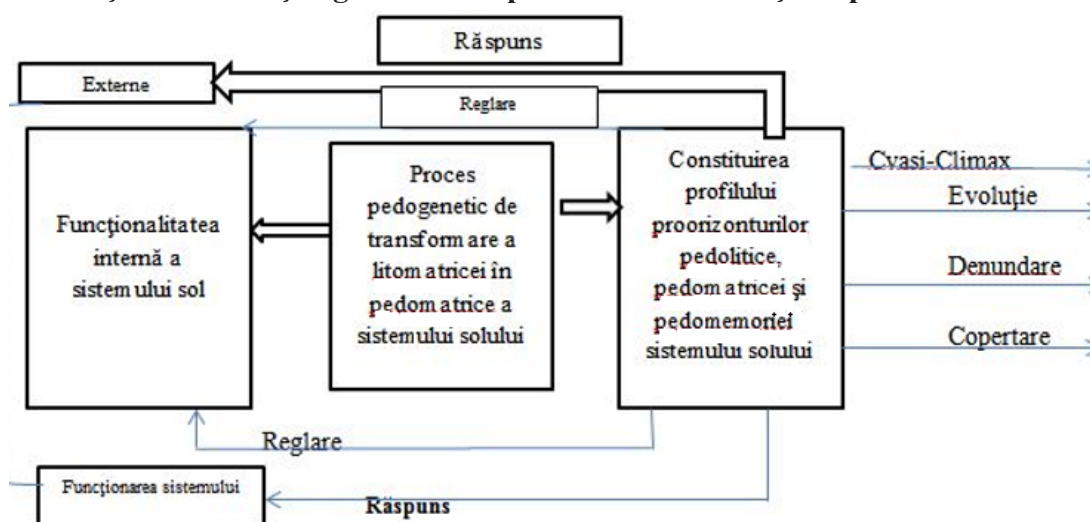 Răspuns
Externe
Reglare
Funcţionalitatea
internă a
sistemului sol
Proces
pedogenetic de
transformare a
litomatricei în
pedomatrice a
sistemului solului
Constituirea
profilului
proorizonturilor
pedolitice,
pedomatricei şi
pedomemoriei
sistemului solului
Cvasi-Climax
Evoluţie
Denundare
Copertare
Reglare
Funcţionarea sistemului
Răspuns